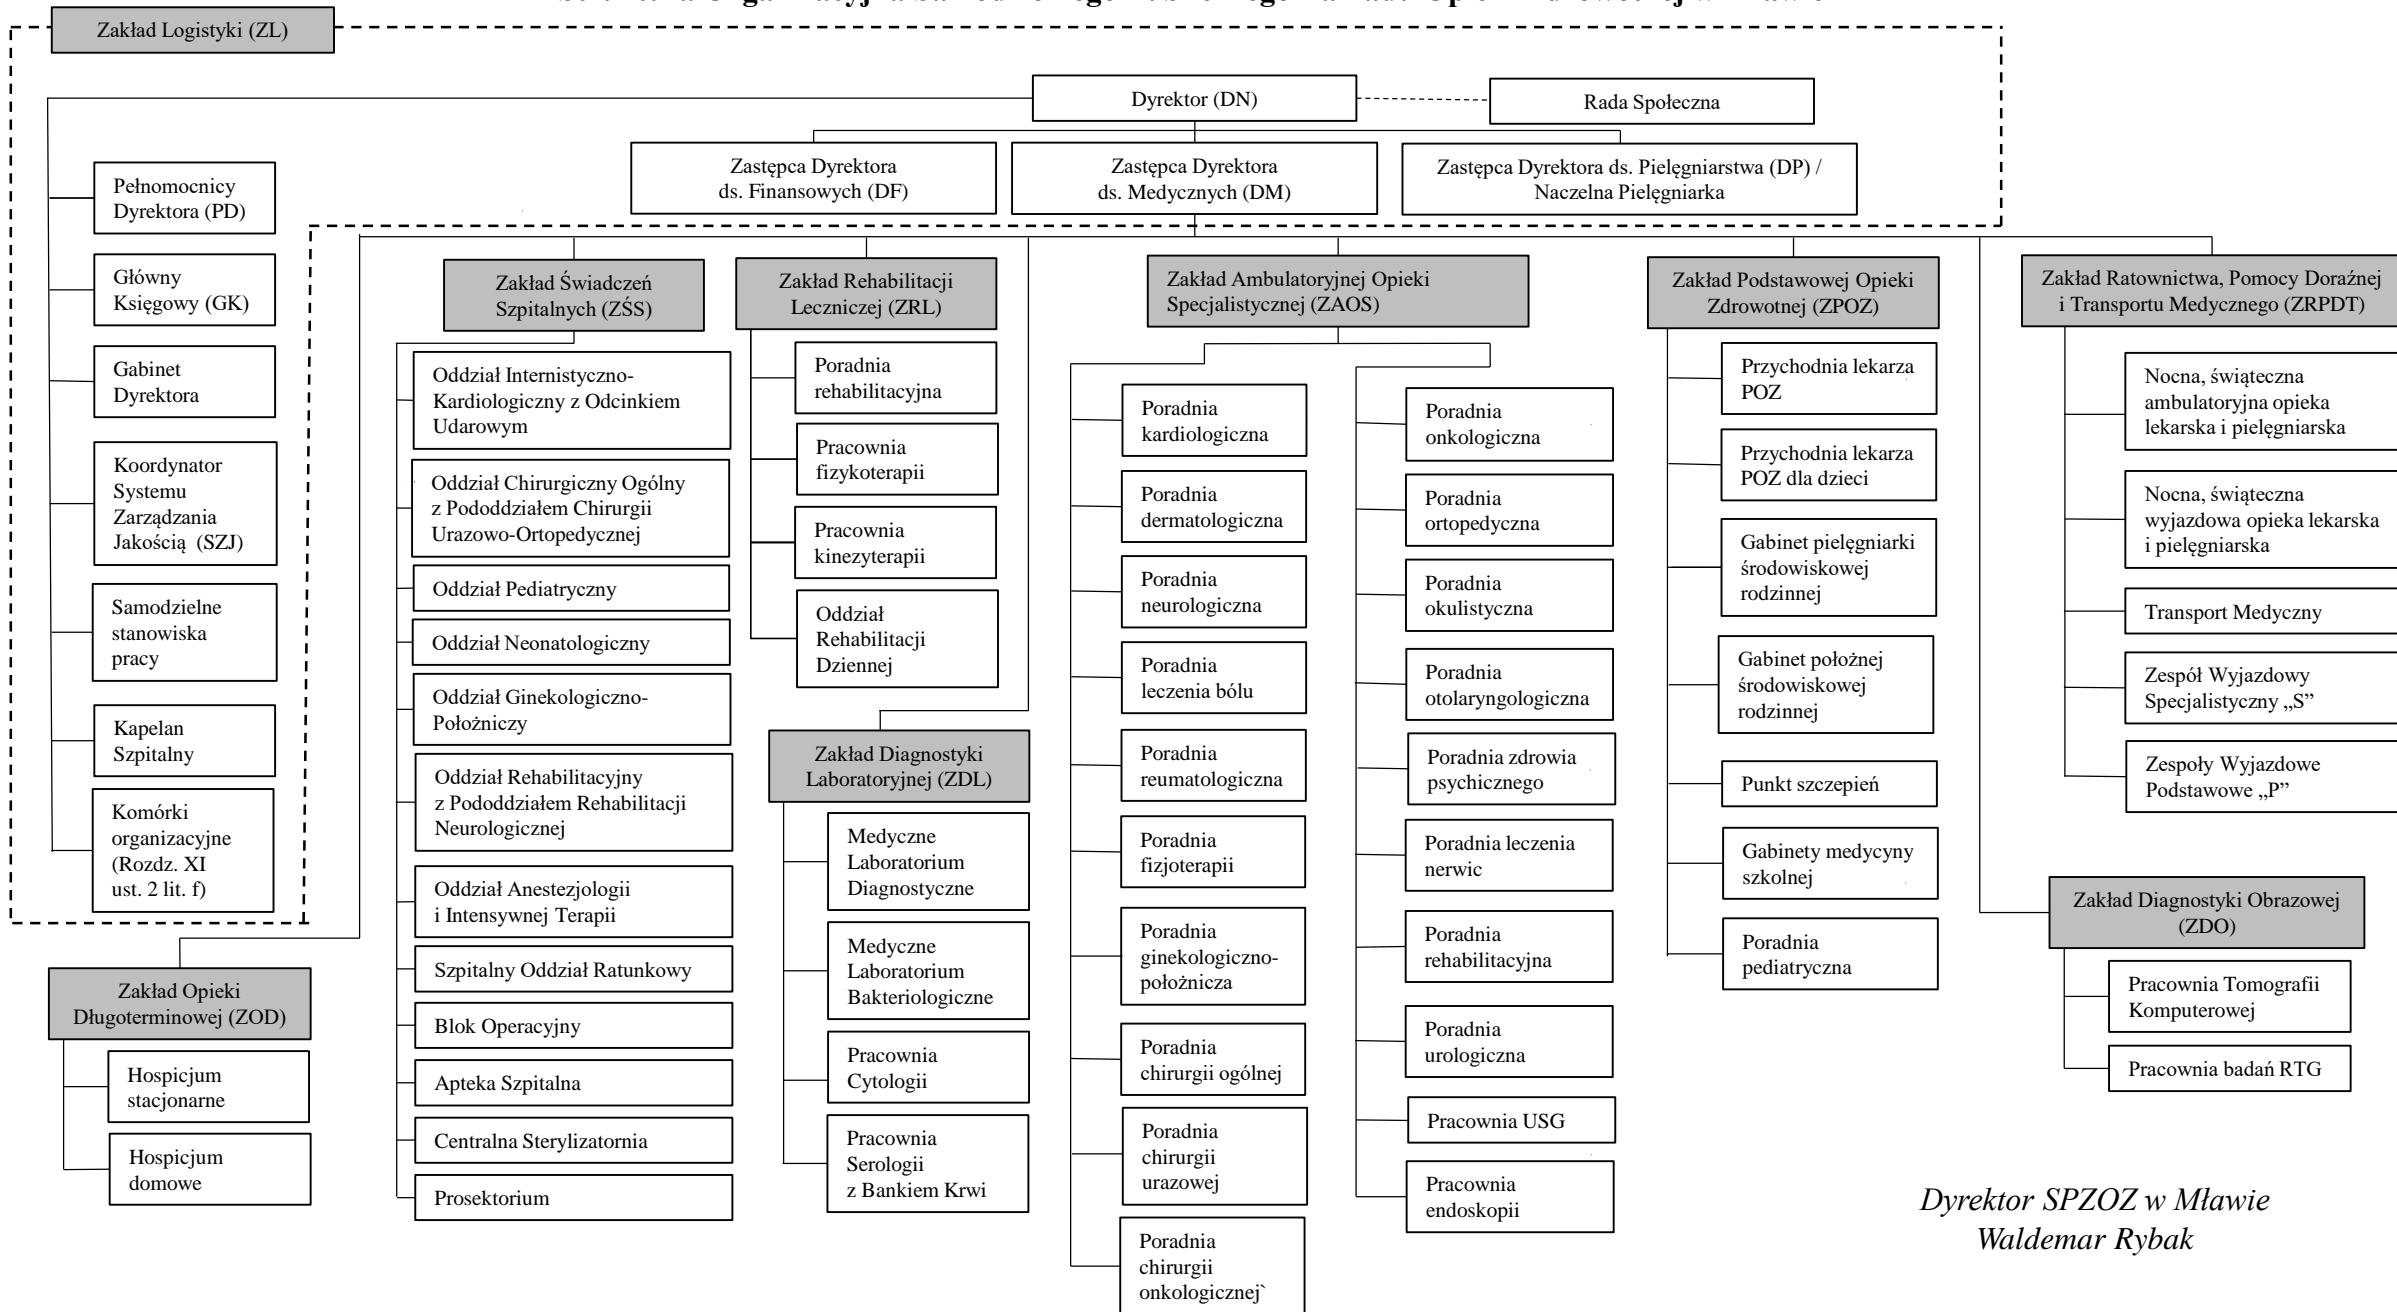 Zakład Logistyki (ZL)
Dyrektor (DN)
Rada Społeczna
Zastępca Dyrektora
ds. Finansowych (DF)
Zastępca Dyrektora
ds. Medycznych (DM)
Zastępca Dyrektora ds. Pielęgniarstwa (DP) /
Naczelna Pielęgniarka
Pełnomocnicy
Dyrektora (PD)
Główny
Księgowy (GK)
Gabinet
Dyrektora
Koordynator
Systemu
Zarządzania
Jakością (SZJ)
Samodzielne
stanowiska
pracy
Kapelan
Szpitalny
Komórki
organizacyjne
(Rozdz. XI
ust. 2 lit. f)
Zakład Opieki
Długoterminowej (ZOD)
Hospicjum
stacjonarne
Hospicjum
domowe
Zakład Świadczeń
Szpitalnych (ZŚS)
Oddział Internistyczno-
Kardiologiczny z Odcinkiem
Udarowym
Oddział Chirurgiczny Ogólny
z Pododdziałem Chirurgii
Urazowo-Ortopedycznej
Oddział Pediatryczny
Oddział Neonatologiczny
Oddział Ginekologiczno-
Położniczy
Oddział Rehabilitacyjny
z Pododdziałem Rehabilitacji
Neurologicznej
Oddział Anestezjologii
i Intensywnej Terapii
Szpitalny Oddział Ratunkowy
Blok Operacyjny
Apteka Szpitalna
Centralna Sterylizatornia
Prosektorium
Zakład Rehabilitacji
Leczniczej (ZRL)
Poradnia
rehabilitacyjna
Pracownia
fizykoterapii
Pracownia
kinezyterapii
Oddział
Rehabilitacji
Dziennej
Zakład Diagnostyki
Laboratoryjnej (ZDL)
Medyczne
Laboratorium
Diagnostyczne
Medyczne
Laboratorium
Bakteriologiczne
Pracownia
Cytologii
Pracownia
Serologii
z Bankiem Krwi
Zakład Ambulatoryjnej Opieki
Specjalistycznej (ZAOS)
Poradnia
kardiologiczna
Poradnia
dermatologiczna
Poradnia
neurologiczna
Poradnia
leczenia bólu
Poradnia
reumatologiczna
Poradnia
fizjoterapii
Poradnia
ginekologiczno-
położnicza
Poradnia
chirurgii ogólnej
Poradnia
chirurgii
urazowej
Poradnia
chirurgii
onkologicznej`
Poradnia
onkologiczna
Poradnia
ortopedyczna
Poradnia
okulistyczna
Poradnia
otolaryngologiczna
Poradnia zdrowia
psychicznego
Poradnia leczenia
nerwic
Poradnia
rehabilitacyjna
Poradnia
urologiczna
Pracownia USG
Pracownia
endoskopii
Zakład Podstawowej Opieki
Zdrowotnej (ZPOZ)
Przychodnia lekarza
POZ
Przychodnia lekarza
POZ dla dzieci
Gabinet pielęgniarki
środowiskowej
rodzinnej
Gabinet położnej
środowiskowej
rodzinnej
Punkt szczepień
Gabinety medycyny
szkolnej
Poradnia
pediatryczna
Zakład Ratownictwa, Pomocy Doraźnej
i Transportu Medycznego (ZRPDT)
Nocna, świąteczna
ambulatoryjna opieka
lekarska i pielęgniarska
Nocna, świąteczna
wyjazdowa opieka lekarska
i pielęgniarska
Transport Medyczny
Zespół Wyjazdowy
Specjalistyczny „S”
Zespoły Wyjazdowe
Podstawowe „P”
Zakład Diagnostyki Obrazowej
(ZDO)
Pracownia Tomografii
Komputerowej
Pracownia badań RTG
Dyrektor SPZOZ w Mławie
Waldemar Rybak